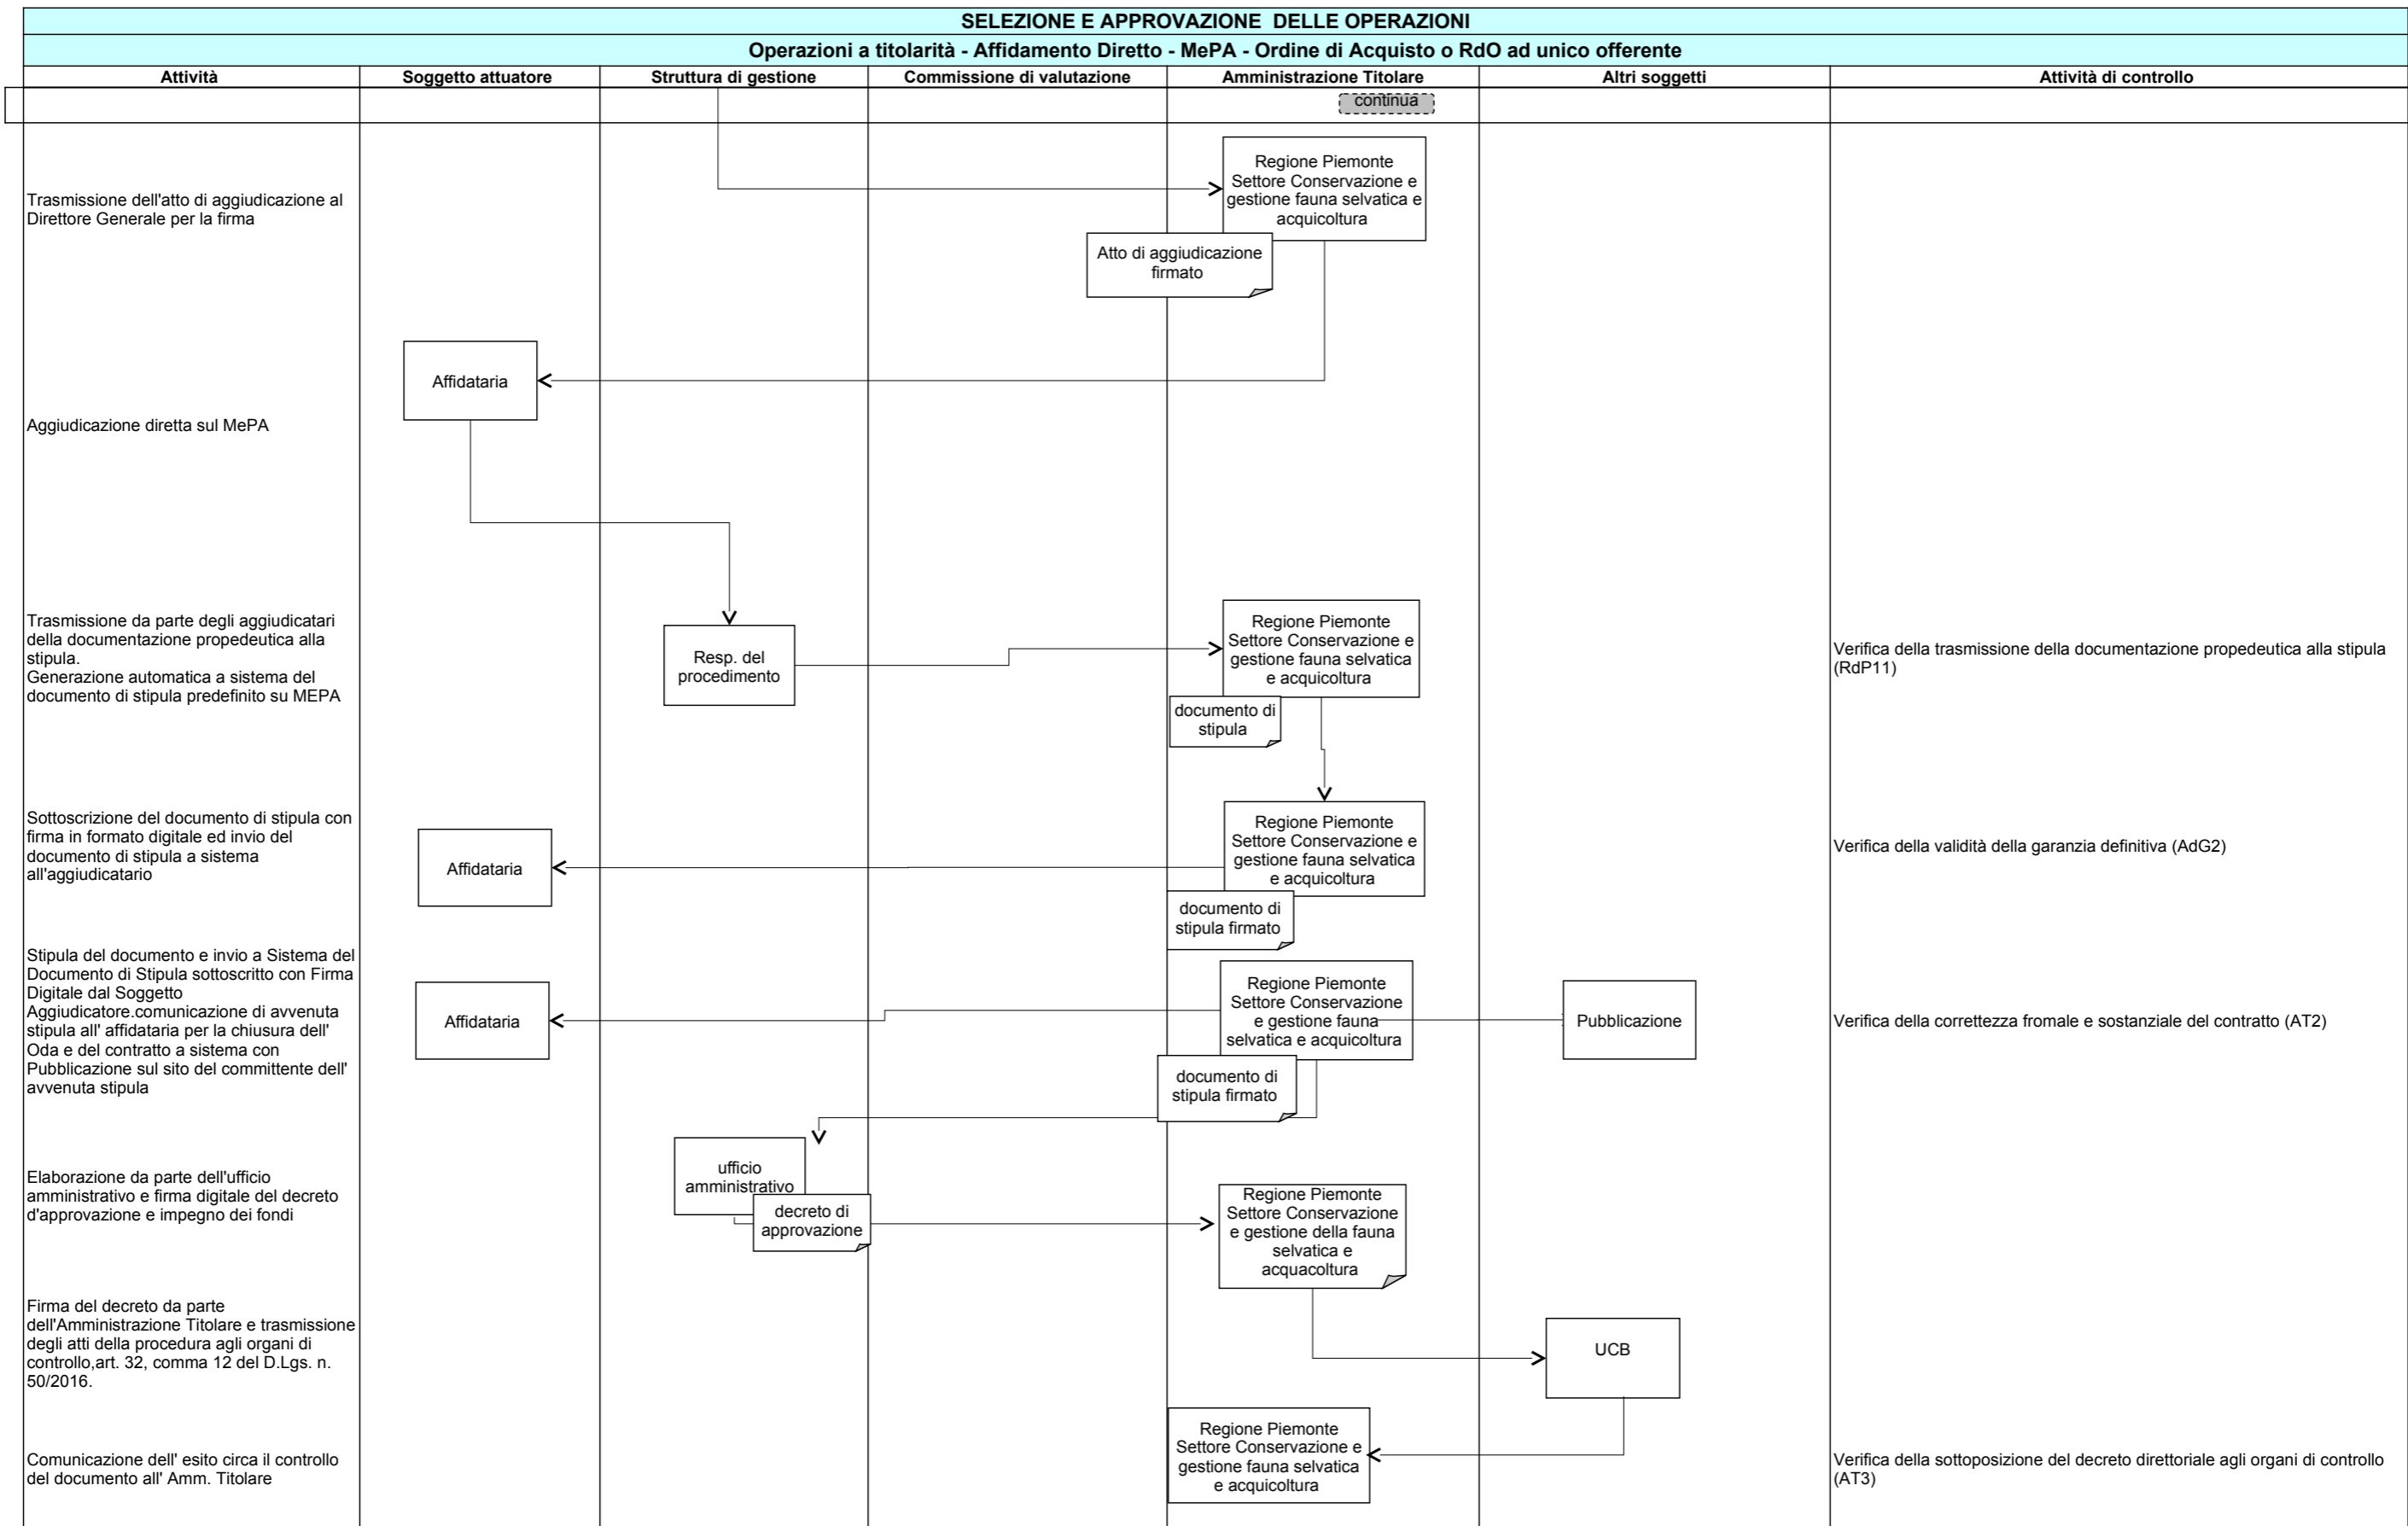 SELEZIONE E APPROVAZIONE DELLE OPERAZIONI
Operazioni a titolarità - Affidamento Diretto - MePA - Ordine di Acquisto o RdO ad unico offerente
Attività
Soggetto attuatore
Struttura di gestione
Commissione di valutazione
Amministrazione Titolare
Altri soggetti
Attività di controllo
continua
Trasmissione dell'atto di aggiudicazione al
Direttore Generale per la firma
Regione Piemonte
Settore Conservazione e
gestione fauna selvatica e
acquicoltura
Atto di aggiudicazione
firmato
Affidataria
Aggiudicazione diretta sul MePA
Trasmissione da parte degli aggiudicatari
della documentazione propedeutica alla
stipula.
Generazione automatica a sistema del
documento di stipula predefinito su MEPA
Resp. del
procedimento
Regione Piemonte
Settore Conservazione e
gestione fauna selvatica
e acquicoltura
documento di
stipula
Verifica della trasmissione della documentazione propedeutica alla stipula
(RdP11)
Sottoscrizione del documento di stipula con
firma in formato digitale ed invio del
documento di stipula a sistema
all'aggiudicatario
Affidataria
Regione Piemonte
Settore Conservazione e
gestione fauna selvatica
e acquicoltura
documento di
stipula firmato
Verifica della validità della garanzia definitiva (AdG2)
Stipula del documento e invio a Sistema del
Documento di Stipula sottoscritto con Firma
Digitale dal Soggetto
Aggiudicatore.comunicazione di avvenuta
stipula all' affidataria per la chiusura dell'
Oda e del contratto a sistema con
Pubblicazione sul sito del committente dell'
avvenuta stipula
Affidataria
Regione Piemonte
Settore Conservazione
e gestione fauna
selvatica e acquicoltura
documento di
stipula firmato
Pubblicazione
Verifica della correttezza fromale e sostanziale del contratto (AT2)
Elaborazione da parte dell'ufficio
amministrativo e firma digitale del decreto
d'approvazione e impegno dei fondi
ufficio
amministrativo
decreto di
approvazione
Regione Piemonte
Settore Conservazione
e gestione della fauna
selvatica e
acquacoltura
Firma del decreto da parte
dell'Amministrazione Titolare e trasmissione
degli atti della procedura agli organi di
controllo,art. 32, comma 12 del D.Lgs. n.
50/2016.
UCB
Comunicazione dell' esito circa il controllo
del documento all' Amm. Titolare
Regione Piemonte
Settore Conservazione e
gestione fauna selvatica
e acquicoltura
Verifica della sottoposizione del decreto direttoriale agli organi di controllo
(AT3)